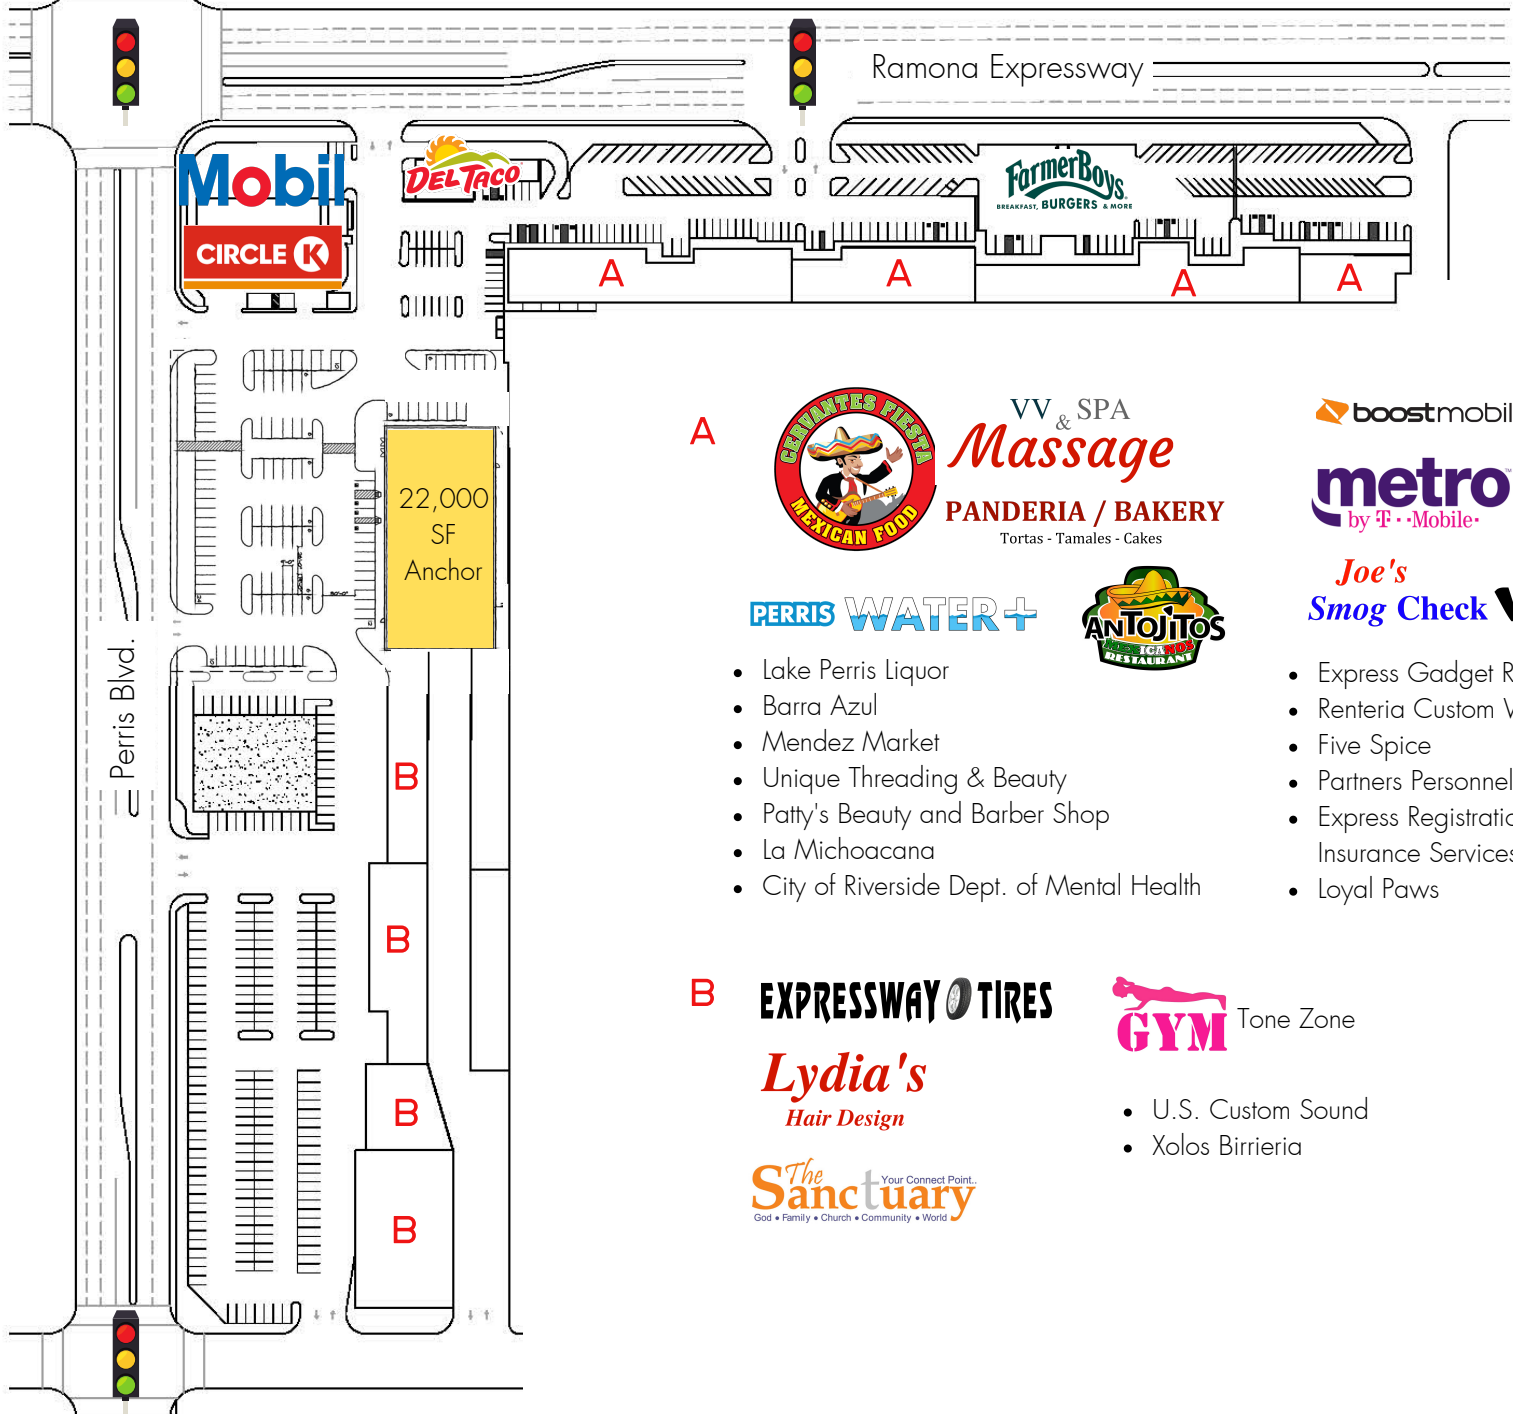 Ramona Expressway
Mobil
CIRCLE K
DEL TACO
FarmerBoys
BREAKFAST, BURGERS & MORE
A
A
A
A
22,000
SF
Anchor
Perris Blvd.
B
B
B
B
A
CERVANTES FIESTA
MEXICAN FOOD
VV & SPA
Massage
PANDERIA / BAKERY
Tortas - Tamales - Cakes
PERRIS WATER+
ANTOJITOS
MEXICANOS
RESTAURANT
• Lake Perris Liquor
• Barra Azul
• Mendez Market
• Unique Threading & Beauty
• Patty's Beauty and Barber Shop
• La Michoacana
• City of Riverside Dept. of Mental Health
boostmobil
metro
by T-Mobile
Joe's
Smog Check
• Express Gadget R
• Renteria Custom
• Five Spice
• Partners Personnel
• Express Registratio
Insurance Services
• Loyal Paws
B
EXPRESSWAY TIRES
Lydia's
Hair Design
The
Sanctuary
Your Connect Point..
God • Family • Church • Community • World
GYM Tone Zone
• U.S. Custom Sound
• Xolos Birrieria